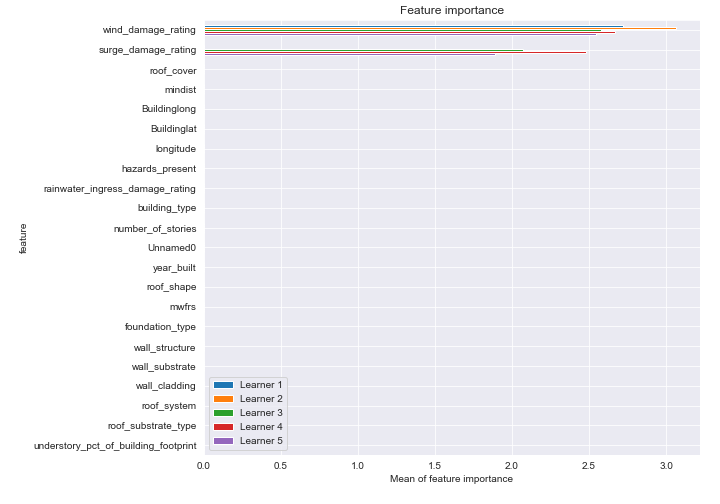 Feature importance
wind_damage_rating
surge_damage_rating
roof_cover
mindist
Buildinglong
Buildinglat
longitude
hazards_present
rainwater_ingress_damage_rating
building_type
number_of_stories
Unnamed0
year_built
roof_shape
mwfrs
foundation_type
wall_structure
wall_substrate
wall_cladding
roof_system
roof_substrate_type
understory_pct_of_building_footprint
feature
Learner 1
Learner 2
Learner 3
Learner 4
Learner 5
0.0 0.5 1.0 1.5 2.0 2.5 3.0
Mean of feature importance